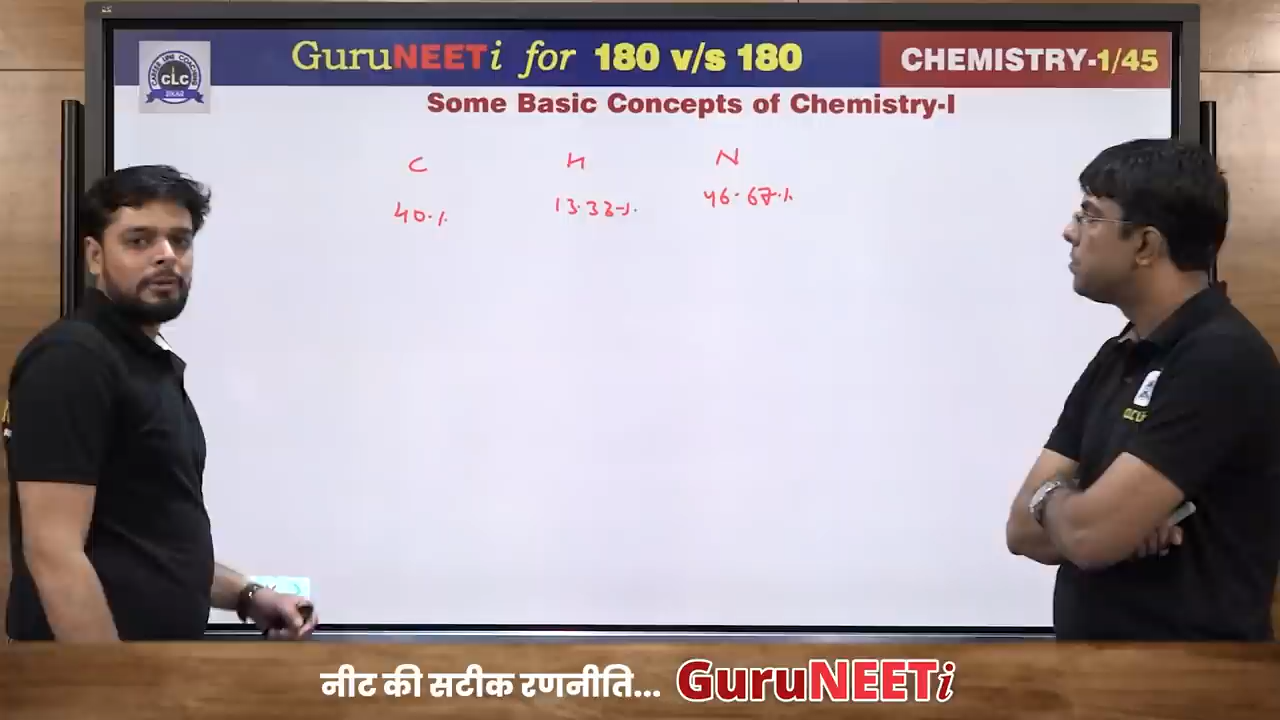 GuruNEETi for 180 v/s 180
CHEMISTRY-1/45
CLC
Some Basic Concepts of Chemistry-I
C H N
40.% 13.33% 46.67.%
नीट की सटीक रणनीति... GuruNEETi